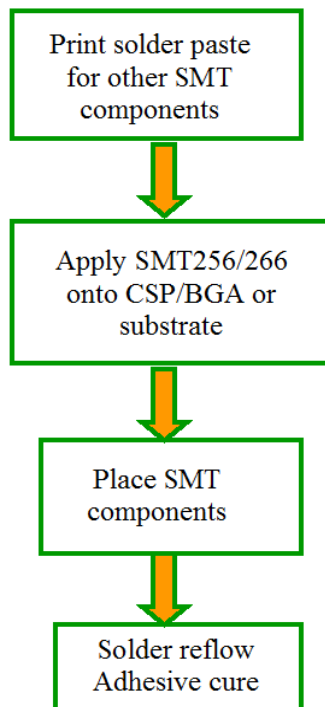 Print solder paste
for other SMT
components
Apply SMT256/266
onto CSP/BGA or
substrate
Place SMT
components
Solder reflow
Adhesive cure